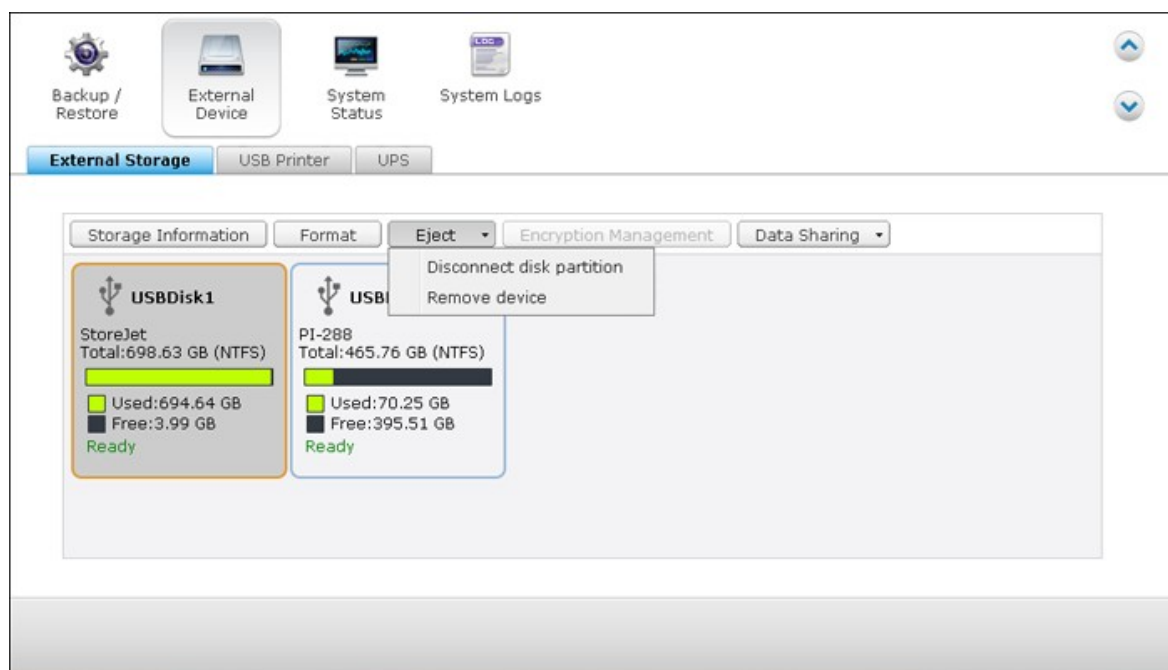 LOG
Backup /
Restore
External
Device
System
Status
System Logs
External Storage
USB Printer
UPS
Storage Information
Format
Eject
Encryption Management
Data Sharing
Disconnect disk partition
Remove device
USBDisk1
StoreJet
Total:698.63 GB (NTFS)
Used:694.64 GB
Free:3.99 GB
Ready
PI-288
Total:465.76 GB (NTFS)
Used:70.25 GB
Free:395.51 GB
Ready